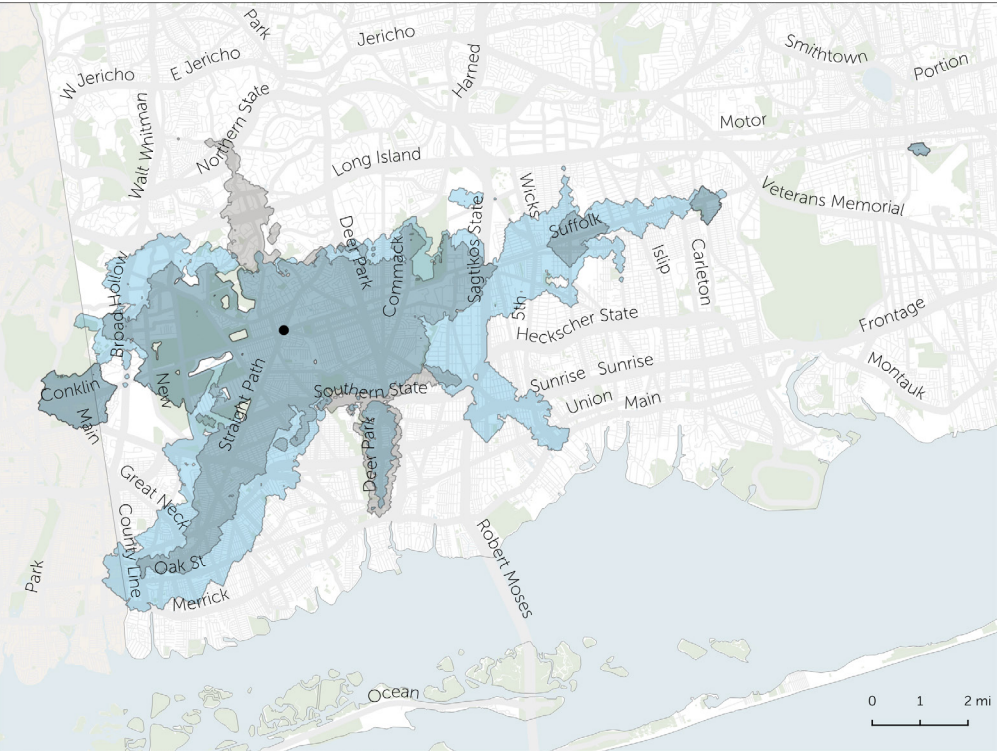 Park
Jericho
Smithtown
Portion
E Jericho
W Jericho
Harned
Northern State
Walt Whitman
Motor
Long Island
Wicks
Veterans Memorial
Suffolk
Deer Park
Commack
Sagtikos State
Islip
Carleton
Broad Hollow
5th
Heckscher State
Frontage
Conklin
Main
New
Straight Path
Southern State
Sunrise
Sunrise
Union
Main
Montauk
Deer Park
Great Neck
County Line
Oak St
Merrick
Park
Robert Moses
Ocean
0 1 2 mi